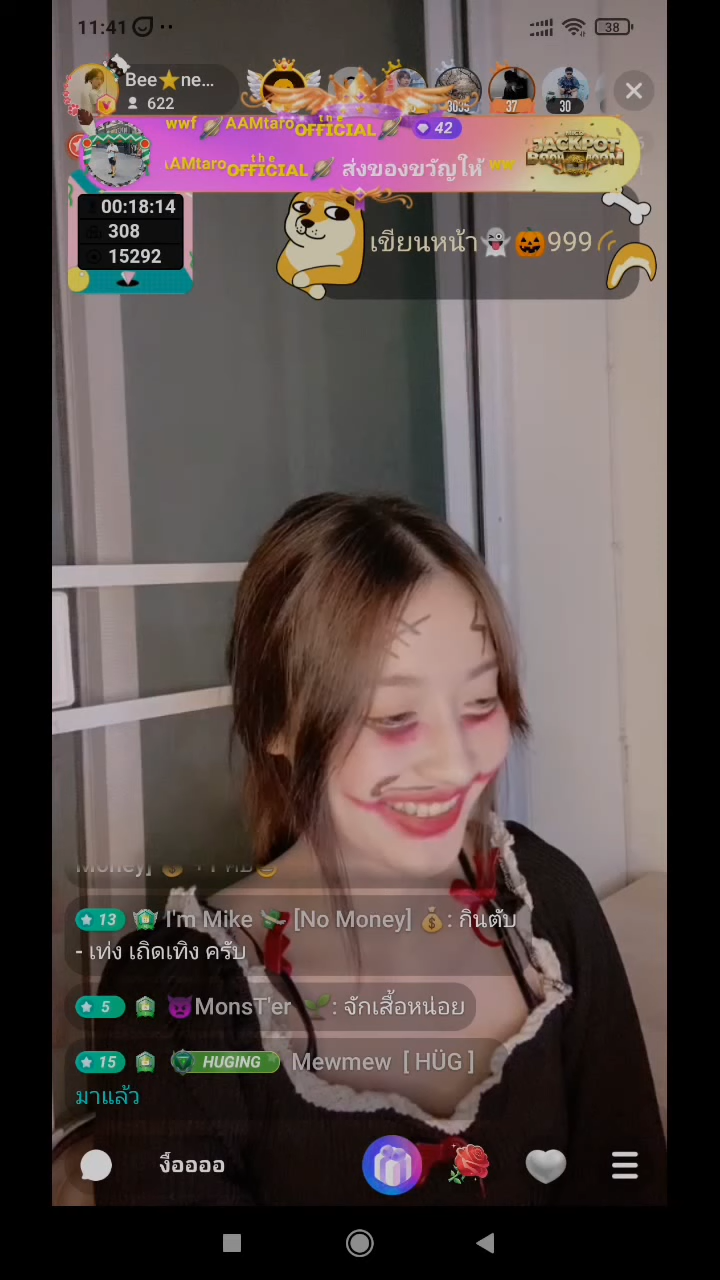 11:41
38
Bee⭐ne...
622
3095
37
30
wwf 🪐AAMtaro the OFFICIAL🪐 42
AAMtaro the OFFICIAL🪐 ส่งของขวัญให้ ww
JACKPOT
00:18:14
308
15292
เขียนหน้า👻🎃999
Money]
13 I'm Mike [No Money] 💰: กินตับ
- เท่ง เถิดเทิง ครับ
5 👿MonsT'er 🌱: จักเสื้อหน่อย
15 HUGING Mewmew [HÜG]
มาแล้ว
งี้ออออ